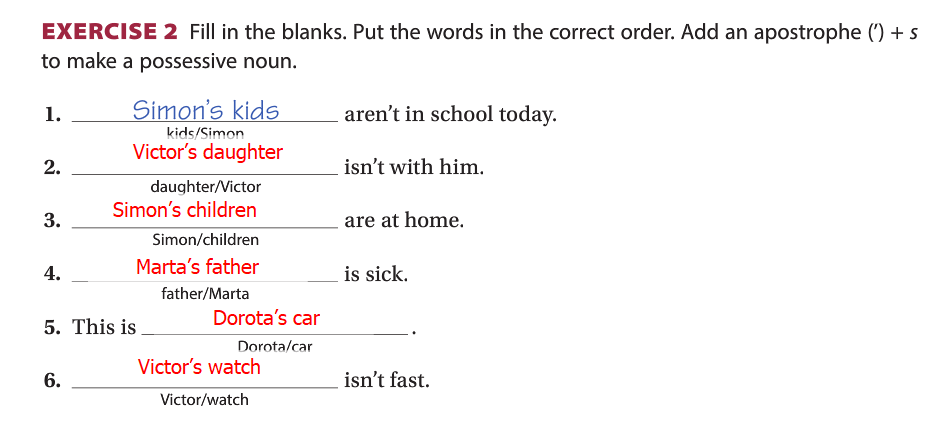 EXERCISE 2 Fill in the blanks. Put the words in the correct order. Add an apostrophe (’) + s
to make a possessive noun.
1. Simon’s kids aren’t in school today.
kids/Simon
2. Victor’s daughter isn’t with him.
daughter/Victor
3. Simon’s children are at home.
Simon/children
4. Marta’s father is sick.
father/Marta
5. This is Dorota’s car .
Dorota/car
6. Victor’s watch isn’t fast.
Victor/watch